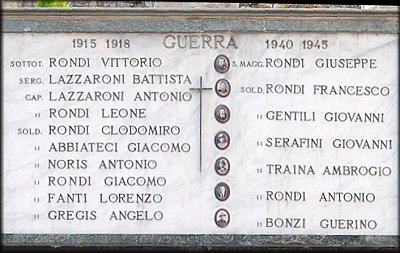 1915 1918 GUERRA 1940 1945
SOTTOT. RONDI VITTORIO
SERG. LAZZARONI BATTISTA
CAP. LAZZARONI ANTONIO
" RONDI LEONE
SOLD. RONDI CLODOMIRO
" ABBIATECI GIACOMO
" NORIS ANTONIO
" RONDI GIACOMO
" FANTI LORENZO
" GREGIS ANGELO
S. MAGG. RONDI GIUSEPPE
SOLD. RONDI FRANCESCO
" GENTILI GIOVANNI
" SERAFINI GIOVANNI
" TRAINA AMBROGIO
" RONDI ANTONIO
" BONZI GUERINO